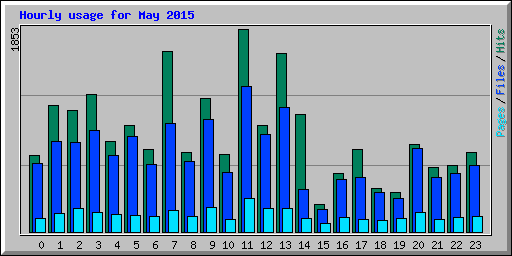 Hourly usage for May 2015
1853
Pages/Files/Hits
0 1 2 3 4 5 6 7 8 9 10 11 12 13 14 15 16 17 18 19 20 21 22 23